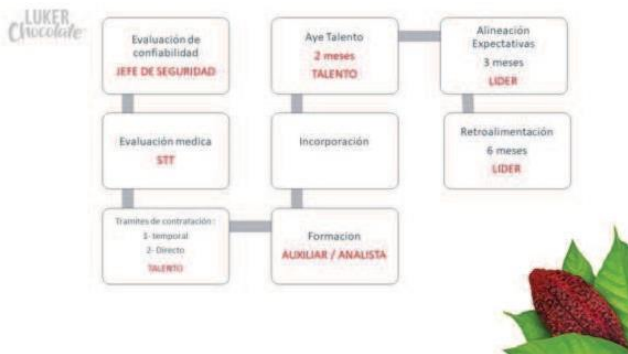 LUKER
Chocolate
Evaluación de
confiabilidad
JEFE DE SEGURIDAD
Evaluación medica
STT
Tramites de contratación:
1- temporal
2- Directo
TALENTO
Formacion
AUXILIAR / ANALISTA
Incorporación
Aye Talento
2 meses
TALENTO
Alineación
Expectativas
3 meses
LIDER
Retroalimentación
6 meses
LIDER